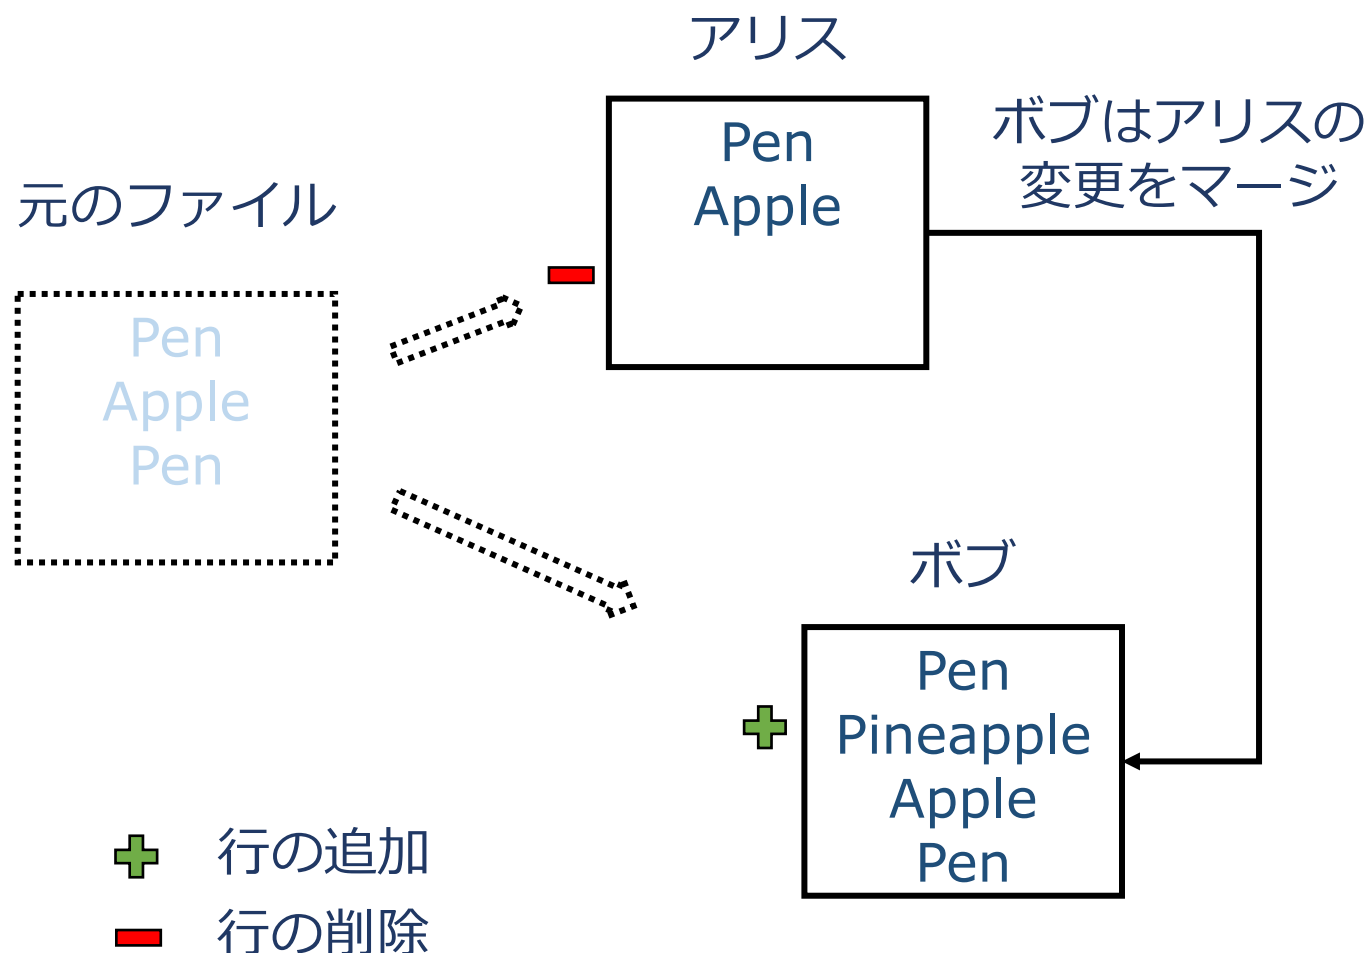 アリス
Pen
Apple
ボブはアリスの
変更をマージ
元のファイル
Pen
Apple
Pen
ボブ
Pen
Pineapple
Apple
Pen
行の追加
行の削除